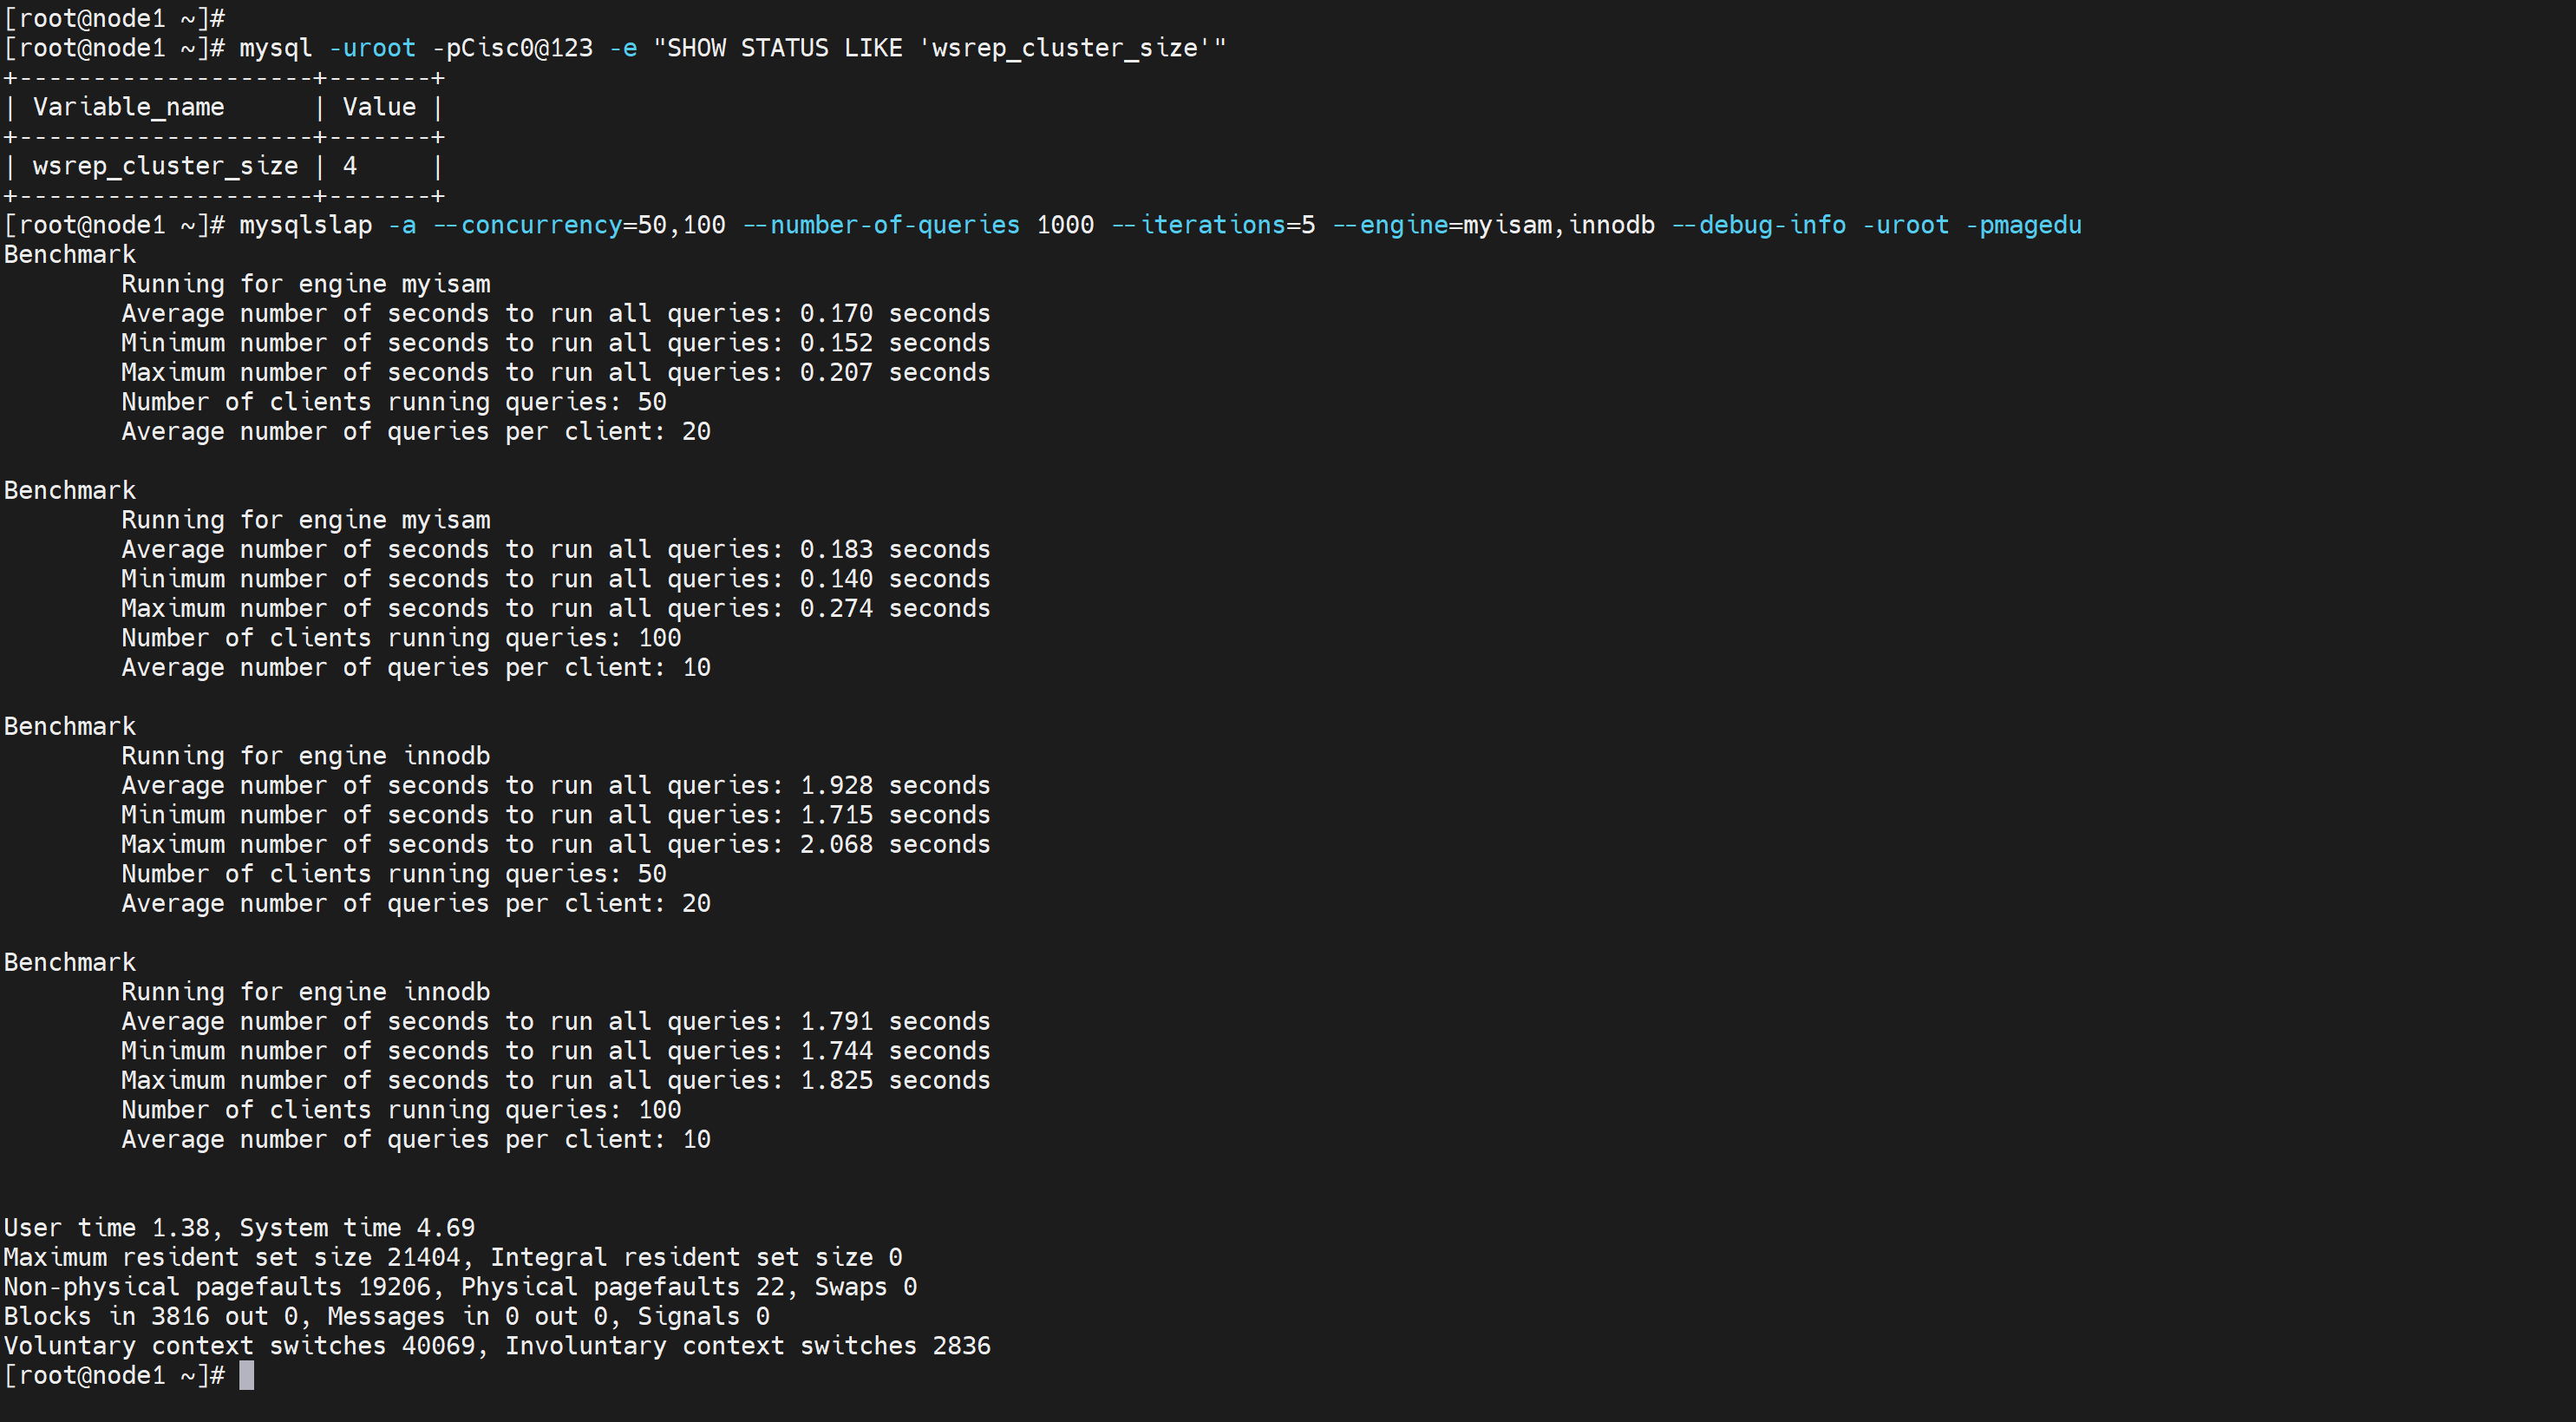 [root@node1 ~]#
[root@node1 ~]# mysql -uroot -pCisc0@123 -e "SHOW STATUS LIKE 'wsrep_cluster_size'"
+--------------------+-------+
| Variable_name      | Value |
+--------------------+-------+
| wsrep_cluster_size | 4     |
+--------------------+-------+
[root@node1 ~]# mysqlslap -a --concurrency=50,100 --number-of-queries 1000 --iterations=5 --engine=myisam,innodb --debug-info -uroot -pmagedu
Benchmark
        Running for engine myisam
        Average number of seconds to run all queries: 0.170 seconds
        Minimum number of seconds to run all queries: 0.152 seconds
        Maximum number of seconds to run all queries: 0.207 seconds
        Number of clients running queries: 50
        Average number of queries per client: 20

Benchmark
        Running for engine myisam
        Average number of seconds to run all queries: 0.183 seconds
        Minimum number of seconds to run all queries: 0.140 seconds
        Maximum number of seconds to run all queries: 0.274 seconds
        Number of clients running queries: 100
        Average number of queries per client: 10

Benchmark
        Running for engine innodb
        Average number of seconds to run all queries: 1.928 seconds
        Minimum number of seconds to run all queries: 1.715 seconds
        Maximum number of seconds to run all queries: 2.068 seconds
        Number of clients running queries: 50
        Average number of queries per client: 20

Benchmark
        Running for engine innodb
        Average number of seconds to run all queries: 1.791 seconds
        Minimum number of seconds to run all queries: 1.744 seconds
        Maximum number of seconds to run all queries: 1.825 seconds
        Number of clients running queries: 100
        Average number of queries per client: 10


User time 1.38, System time 4.69
Maximum resident set size 21404, Integral resident set size 0
Non-physical pagefaults 19206, Physical pagefaults 22, Swaps 0
Blocks in 3816 out 0, Messages in 0 out 0, Signals 0
Voluntary context switches 40069, Involuntary context switches 2836
[root@node1 ~]#